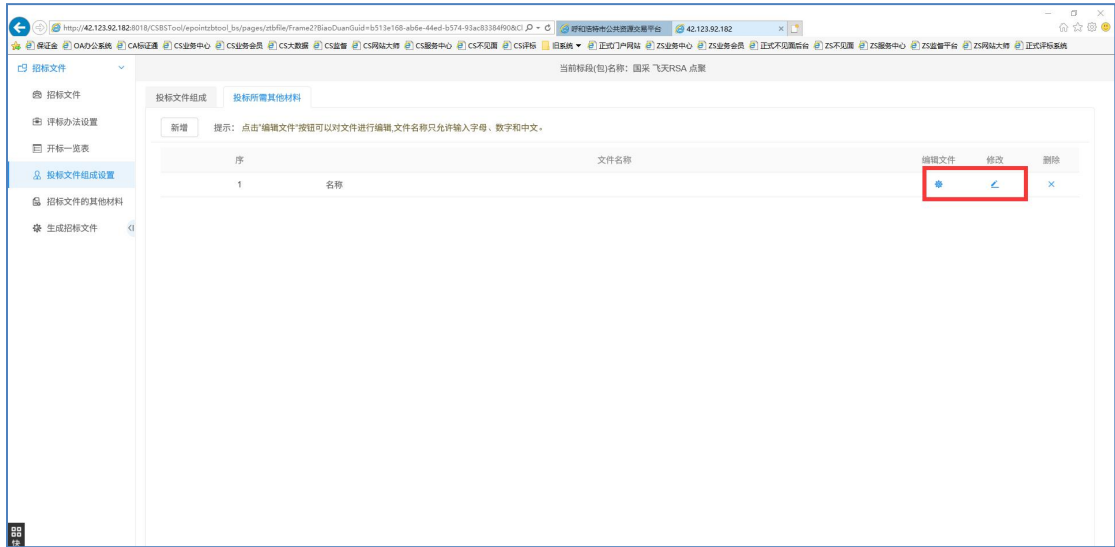 http://42.123.92.182:8018/CSBSTool/epointzbtool_bs/pages/ztbfile/Frame2?BiaoDuanGuid=b513e168-ab6e-44ed-b574-93ac83384f90&Cl
呼和浩特市公共资源交易平台
42.123.92.182
保证金 OA办公系统 CA标证通 CS业务中心 CS业务会员 CS大数据 CS监督 CS网站大师 CS服务中心 CS不见面 CS评标 旧系统 正式门户网站 ZS业务中心 ZS业务会员 正式不见面后台 ZS不见面 ZS服务中心 ZS监督平台 ZS网站大师 正式评标系统
招标文件
当前标段(包)名称：国采 飞天RSA 点聚
招标文件
评标办法设置
开标一览表
投标文件组成设置
招标文件的其他材料
生成招标文件
投标文件组成 投标所需其他材料
新增 提示：点击"编辑文件"按钮可以对文件进行编辑,文件名称只允许输入字母、数字和中文。
序 文件名称 编辑文件 修改 删除
1 名称
快